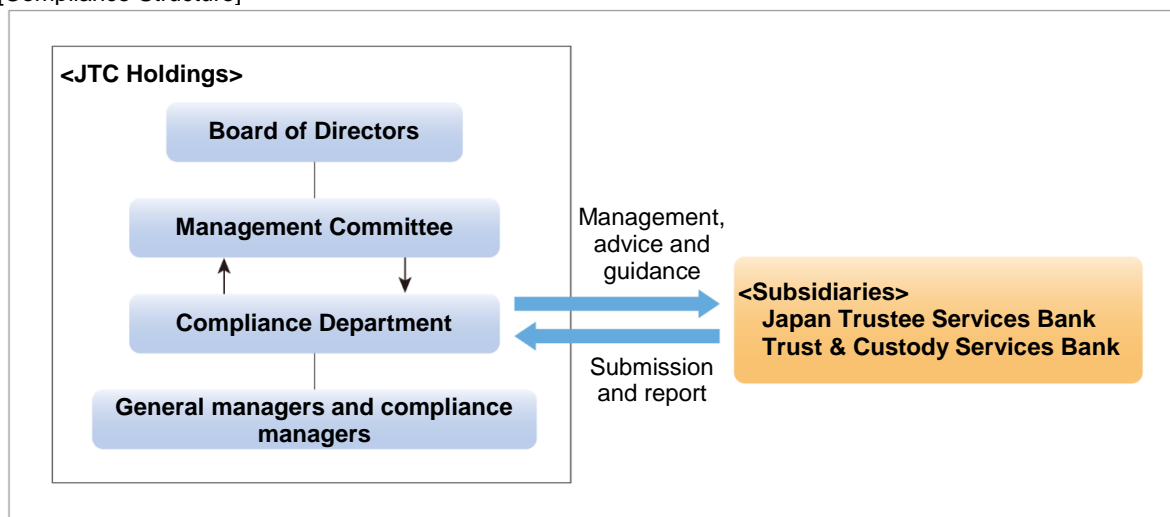 [Compliance Structure]
<JTC Holdings>
Board of Directors
Management Committee
Compliance Department
General managers and compliance
managers
Management,
advice and
guidance
Submission
and report
<Subsidiaries>
Japan Trustee Services Bank
Trust & Custody Services Bank